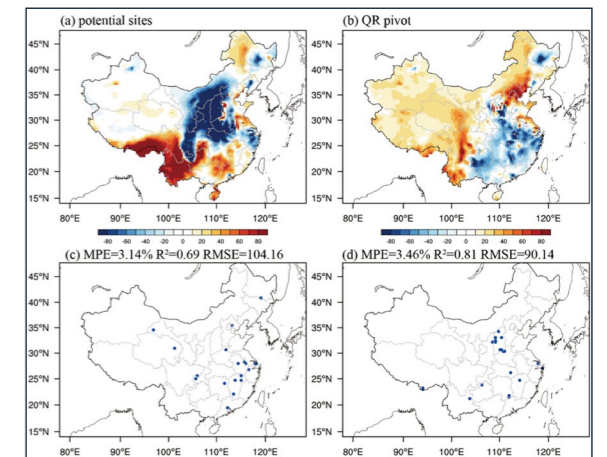 (a) potential sites
(b) QR pivot
45°N
40°N
35°N
30°N
25°N
20°N
15°N
80°E 90°E 100°E 110°E 120°E
-80 -60 -40 -20 0 20 40 60 80
45°N
40°N
35°N
30°N
25°N
20°N
15°N
80°E 90°E 100°E 110°E 120°E
-80 -60 -40 -20 0 20 40 60 80
(c) MPE=3.14% R²=0.69 RMSE=104.16
(d) MPE=3.46% R²=0.81 RMSE=90.14
45°N
40°N
35°N
30°N
25°N
20°N
15°N
80°E 90°E 100°E 110°E 120°E
45°N
40°N
35°N
30°N
25°N
20°N
15°N
80°E 90°E 100°E 110°E 120°E